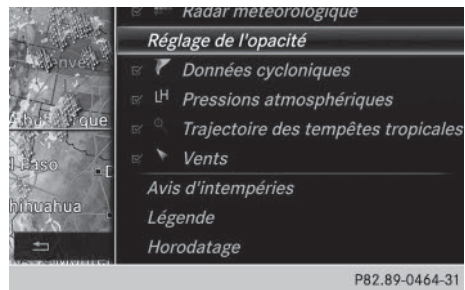 Radar météorologique
Réglage de l'opacité
Données cycloniques
LH Pressions atmosphériques
Trajectoire des tempêtes tropicales
Vents
Avis d'intempéries
Légende
Horodatage
P82.89-0464-31